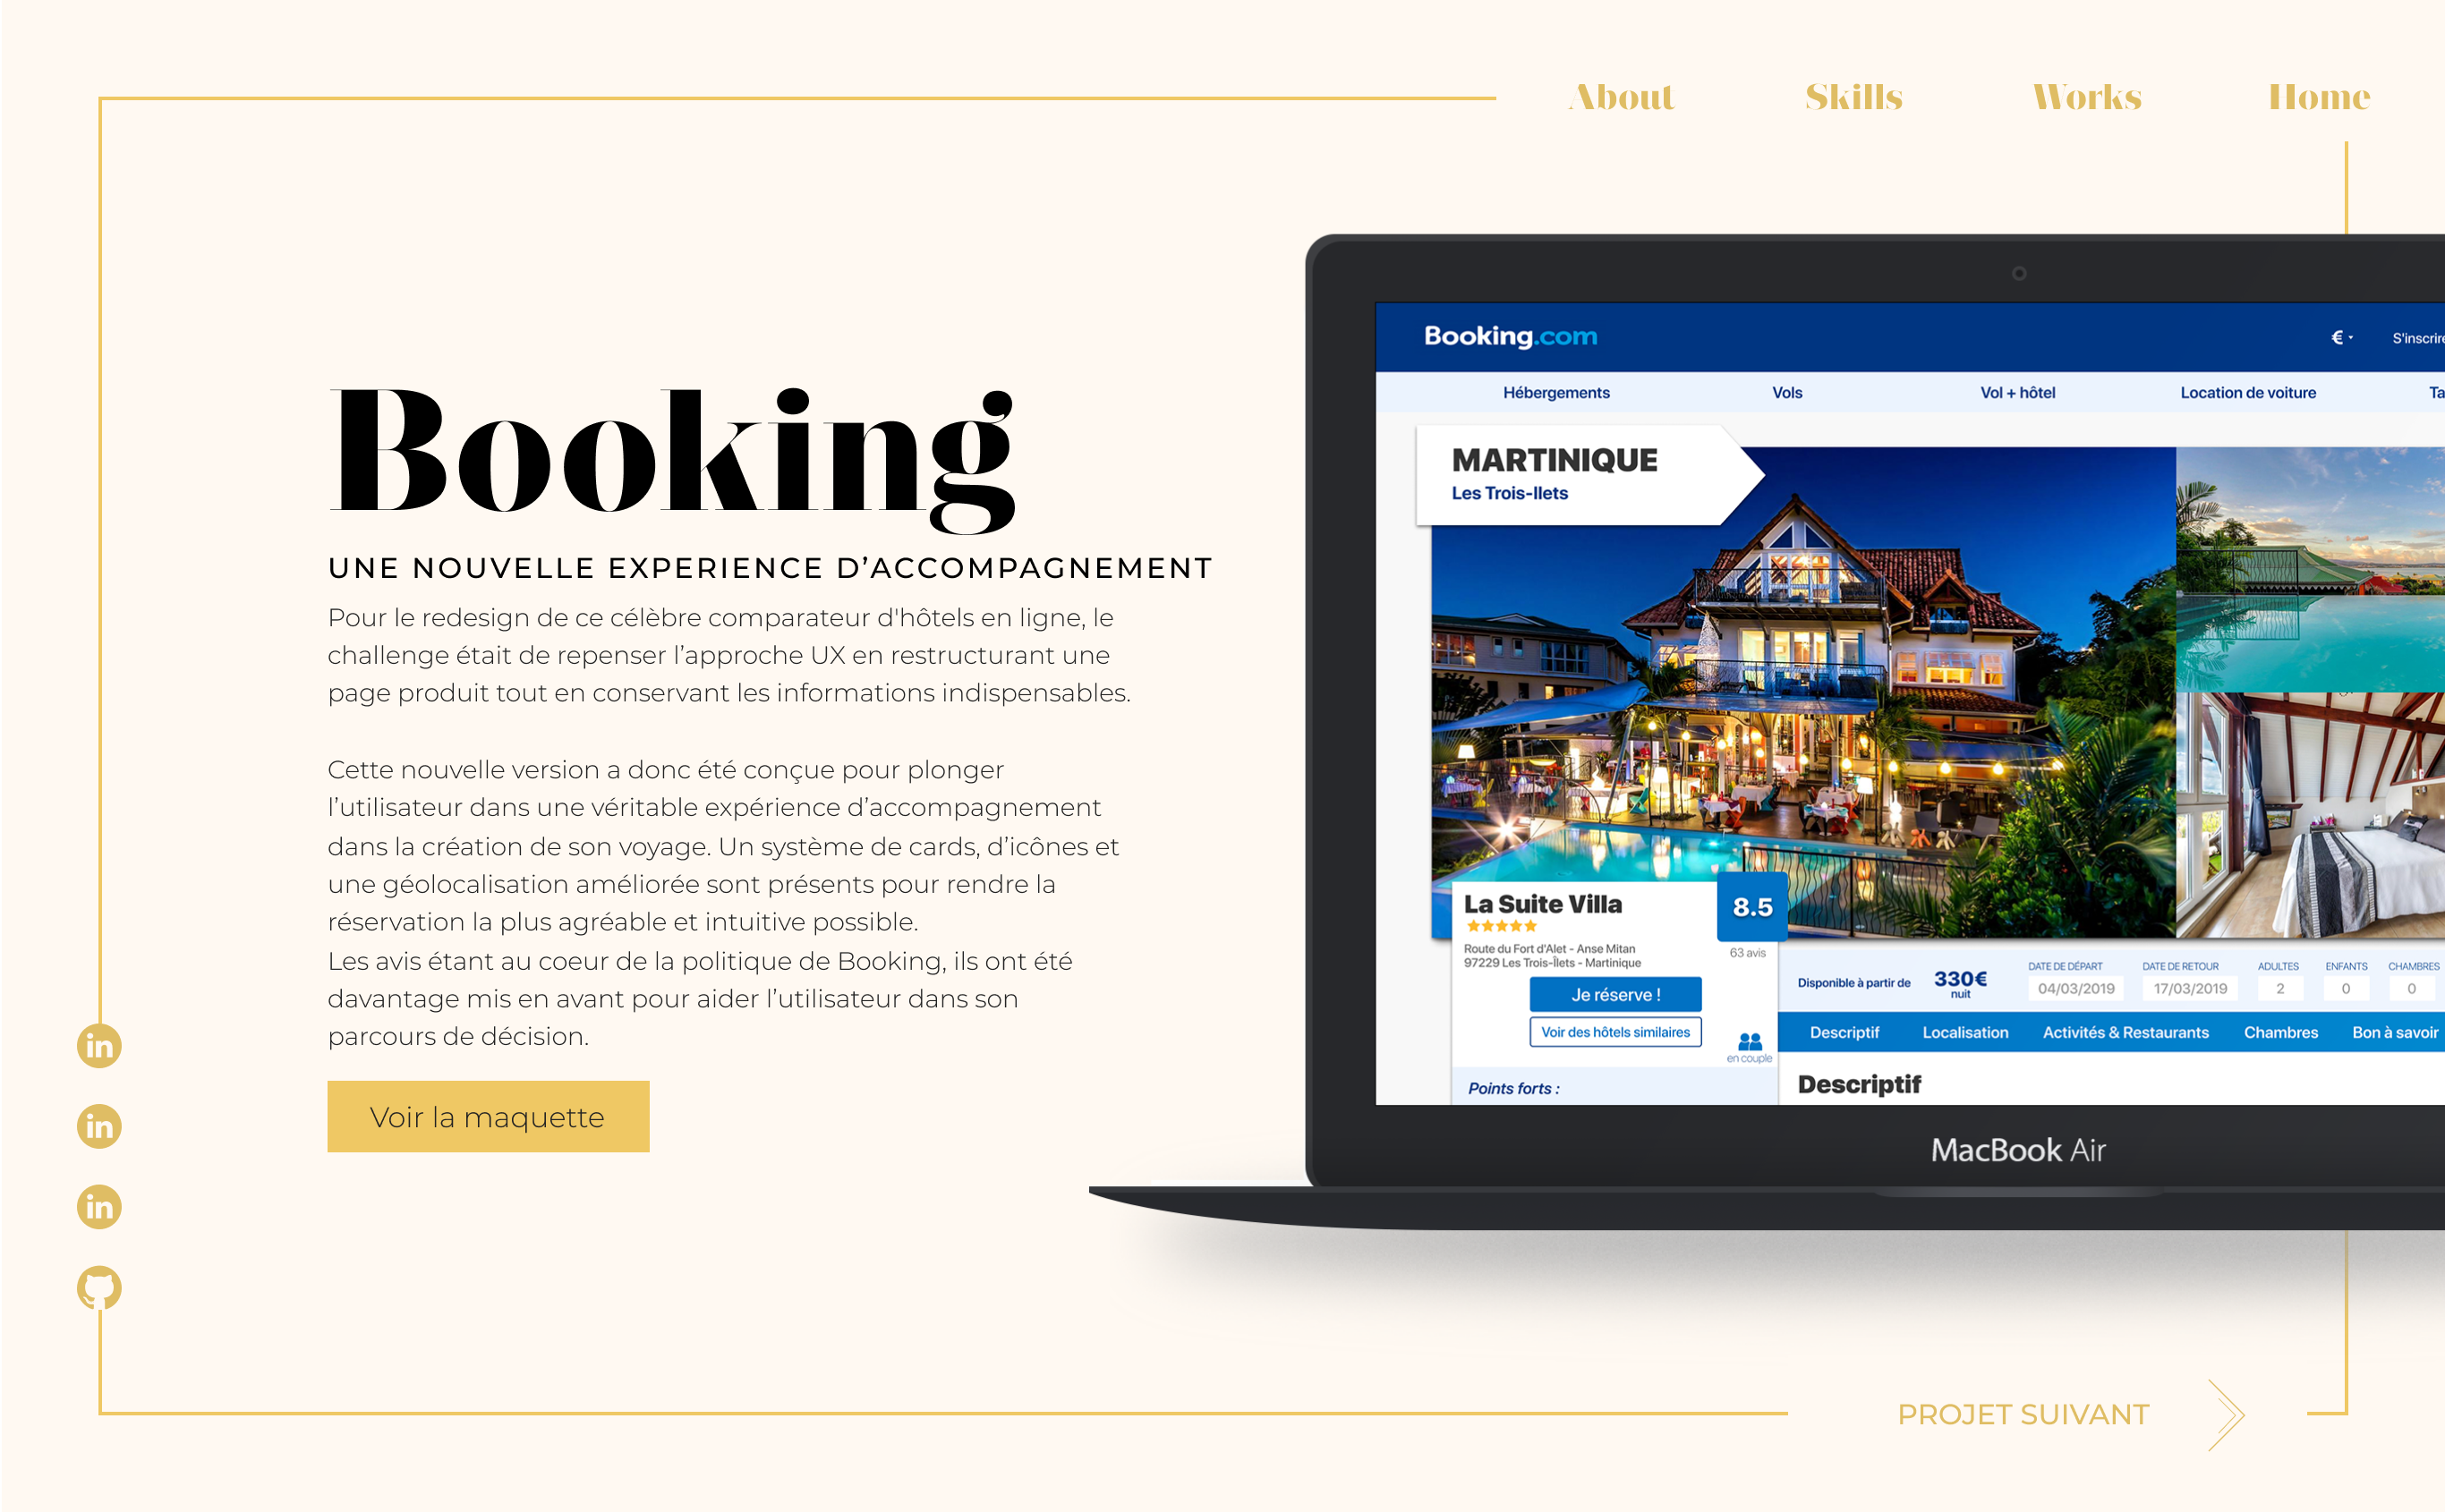 About Skills Works Home
Booking
UNE NOUVELLE EXPERIENCE D’ACCOMPAGNEMENT
Pour le redesign de ce célèbre comparateur d'hôtels en ligne, le
challenge était de repenser l’approche UX en restructurant une
page produit tout en conservant les informations indispensables.
Cette nouvelle version a donc été conçue pour plonger
l’utilisateur dans une véritable expérience d’accompagnement
dans la création de son voyage. Un système de cards, d’icônes et
une géolocalisation améliorée sont présents pour rendre la
réservation la plus agréable et intuitive possible.
Les avis étant au coeur de la politique de Booking, ils ont été
davantage mis en avant pour aider l’utilisateur dans son
parcours de décision.
Voir la maquette
in
in
in
Booking.com
€ S'inscrire
Hébergements Vols Vol + hôtel Location de voiture Ta
MARTINIQUE
Les Trois-Ilets
La Suite Villa
8.5
Route du Fort d'Alet - Anse Mitan
97229 Les Trois-Îlets - Martinique
63 avis
Je réserve !
Voir des hôtels similaires
en couple
Points forts :
Disponible à partir de
330€
nuit
DATE DE DÉPART DATE DE RETOUR ADULTES ENFANTS CHAMBRES
04/03/2019 17/03/2019 2 0 0
Descriptif Localisation Activités & Restaurants Chambres Bon à savoir
Descriptif
MacBook Air
PROJET SUIVANT